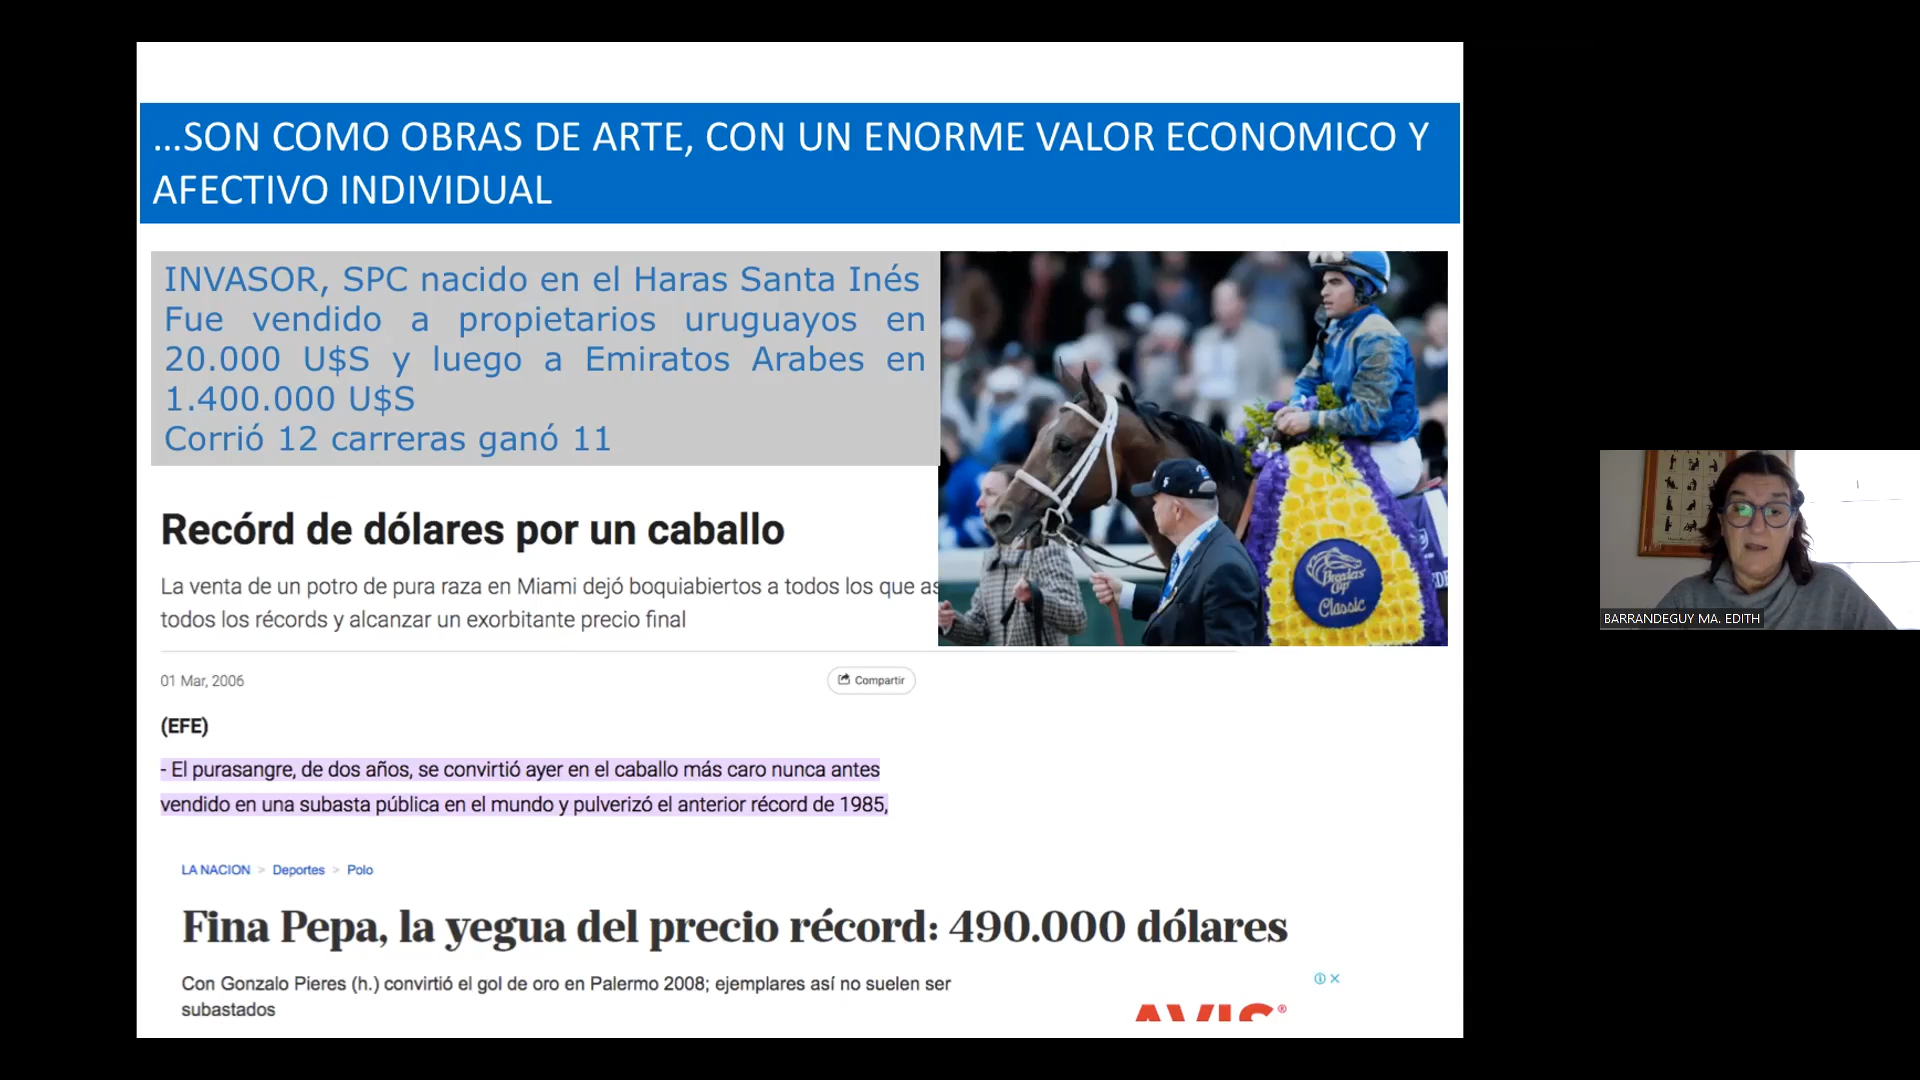 ...SON COMO OBRAS DE ARTE, CON UN ENORME VALOR ECONOMICO Y
AFECTIVO INDIVIDUAL
INVASOR, SPC nacido en el Haras Santa Inés
Fue vendido a propietarios uruguayos en
20.000 U$S y luego a Emiratos Arabes en
1.400.000 U$S
Corrió 12 carreras ganó 11
Breeders'
Cup
Classic
Recórd de dólares por un caballo
La venta de un potro de pura raza en Miami dejó boquiabiertos a todos los que as
todos los récords y alcanzar un exorbitante precio final
01 Mar, 2006
Compartir
(EFE)
- El purasangre, de dos años, se convirtió ayer en el caballo más caro nunca antes
vendido en una subasta pública en el mundo y pulverizó el anterior récord de 1985,
LA NACION > Deportes > Polo
Fina Pepa, la yegua del precio récord: 490.000 dólares
Con Gonzalo Pieres (h.) convirtió el gol de oro en Palermo 2008; ejemplares así no suelen ser
subastados
AVIS®
BARRANDEGUY MA. EDITH